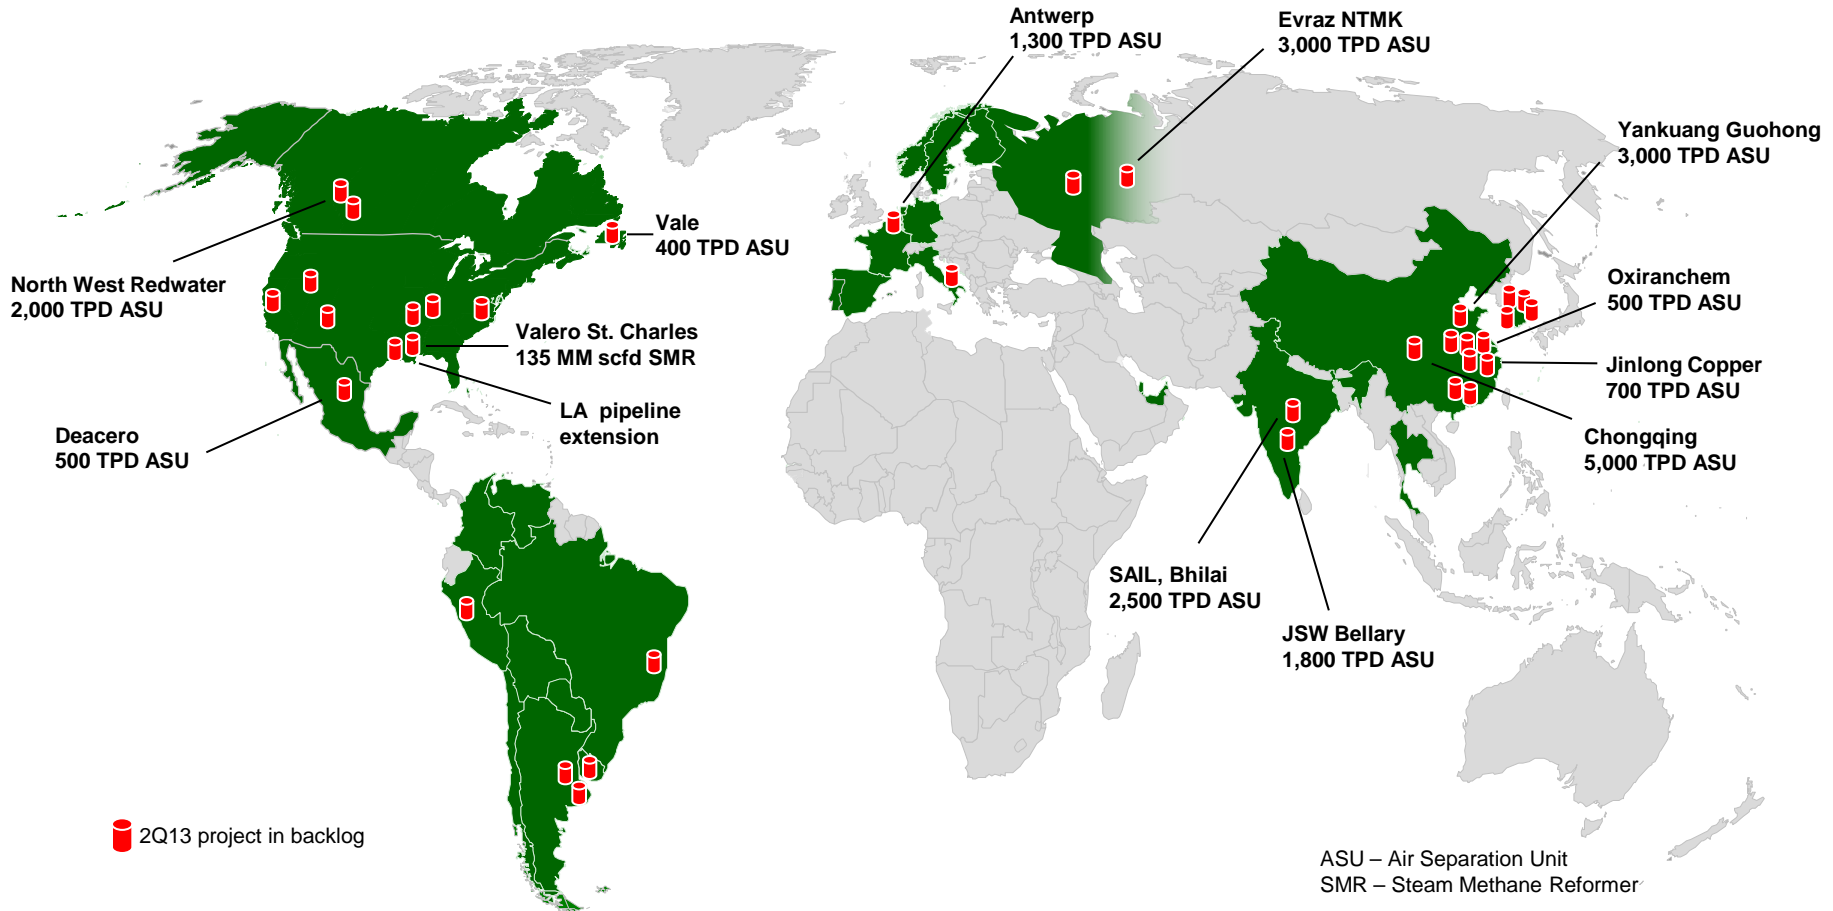 Antwerp
1,300 TPD ASU
Evraz NTMK
3,000 TPD ASU
Yankuang Guohong
3,000 TPD ASU
Vale
400 TPD ASU
North West Redwater
2,000 TPD ASU
Oxiranchem
500 TPD ASU
Valero St. Charles
135 MM scfd SMR
Jinlong Copper
700 TPD ASU
LA pipeline
extension
Deacero
500 TPD ASU
Chongqing
5,000 TPD ASU
SAIL, Bhilai
2,500 TPD ASU
JSW Bellary
1,800 TPD ASU
2Q13 project in backlog
ASU – Air Separation Unit
SMR – Steam Methane Reformer